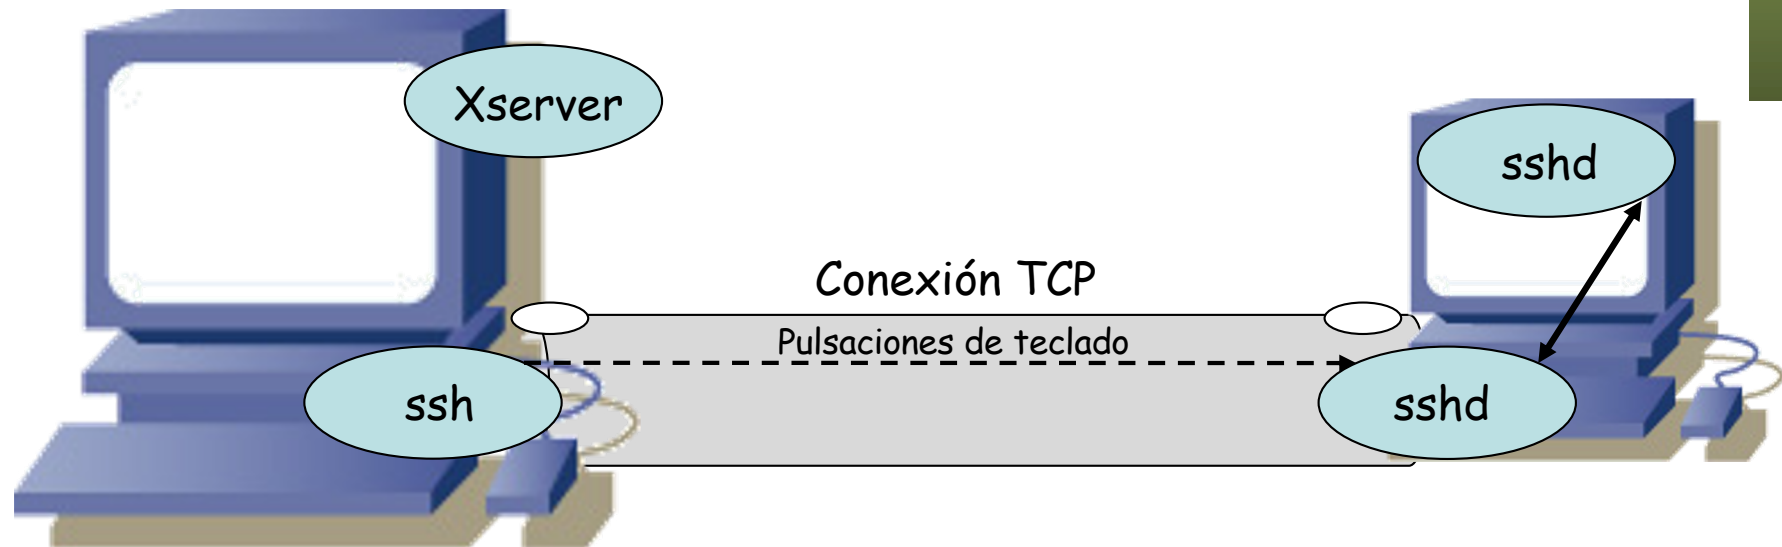 Xserver
sshd
Conexión TCP
Pulsaciones de teclado
ssh
sshd